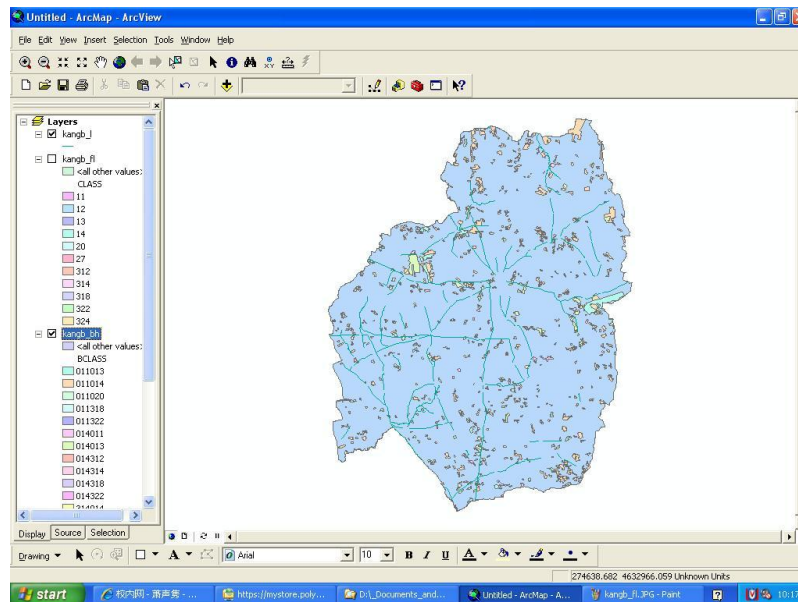 Untitled - ArcMap - ArcView
File Edit View Insert Selection Tools Window Help
Layers
kangb_l
kangb_fl
<all other values>
CLASS
11
12
13
14
20
27
312
314
318
322
324
kangb_bh
<all other values>
BCLASS
011013
011014
011020
011318
011322
014011
014013
014312
014314
014318
014322
314014
Display Source Selection
Drawing A Arial 10 B I U A
274638.682 4632966.059 Unknown Units
start 校内网 - 萧声 - ... https://mystore.poly... D:\_Documents_and... Untitled - ArcMap - A... kangb_fl.JPG - Paint 10:17